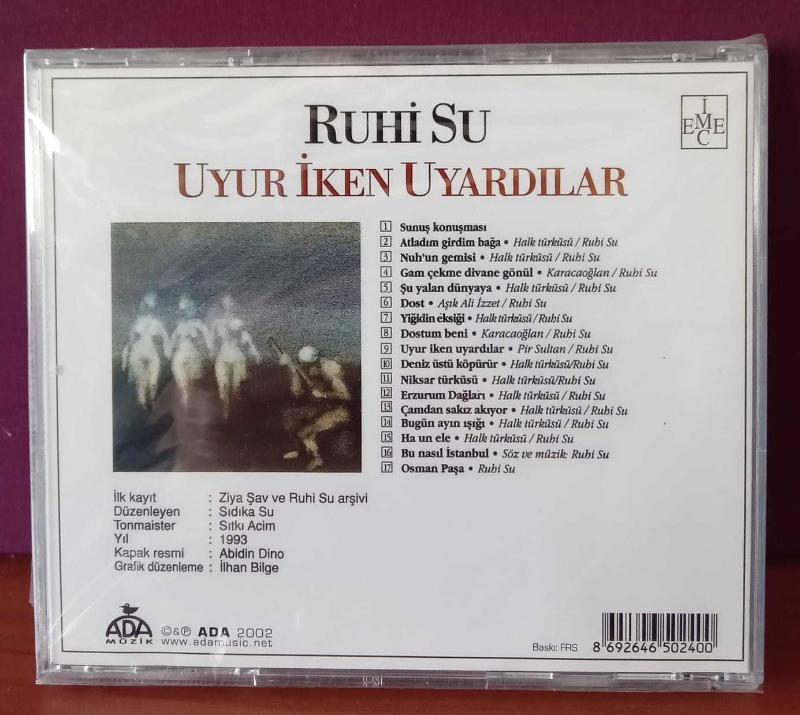 RUHİ SU
UYUR İKEN UYARDILAR
İ
EMEC
C
1 Sunuş konuşması
2 Atladım girdim bağa • Halk türküsü / Ruhi Su
3 Nuh'un gemisi • Halk türküsü / Ruhi Su
4 Gam çekme divane gönül • Karacaoğlan / Ruhi Su
5 Şu yalan dünyaya • Halk türküsü / Ruhi Su
6 Dost • Aşık Ali İzzet / Ruhi Su
7 Yiğidin eksiği • Halk türküsü / Ruhi Su
8 Dostum beni • Karacaoğlan / Ruhi Su
9 Uyur iken uyardılar • Pir Sultan / Ruhi Su
10 Deniz üstü köpürür • Halk türküsü/Ruhi Su
11 Niksar türküsü • Halk türküsü/Ruhi Su
12 Erzurum Dağları • Halk türküsü / Ruhi Su
13 Çamdan sakız akıyor • Halk türküsü / Ruhi Su
14 Bugün ayın ışığı • Halk türküsü / Ruhi Su
15 Ha un ele • Halk türküsü / Ruhi Su
16 Bu nasıl İstanbul • Söz ve müzik: Ruhi Su
17 Osman Paşa • Ruhi Su
İlk kayıt : Ziya Şav ve Ruhi Su arşivi
Düzenleyen : Sıdıka Su
Tonmaister : Sıtkı Acim
Yıl : 1993
Kapak resmi : Abidin Dino
Grafik düzenleme : İlhan Bilge
ADA
MÜZİK
©&℗ ADA 2002
www.adamusic.net
Baskı: FRS
8 692646 502400